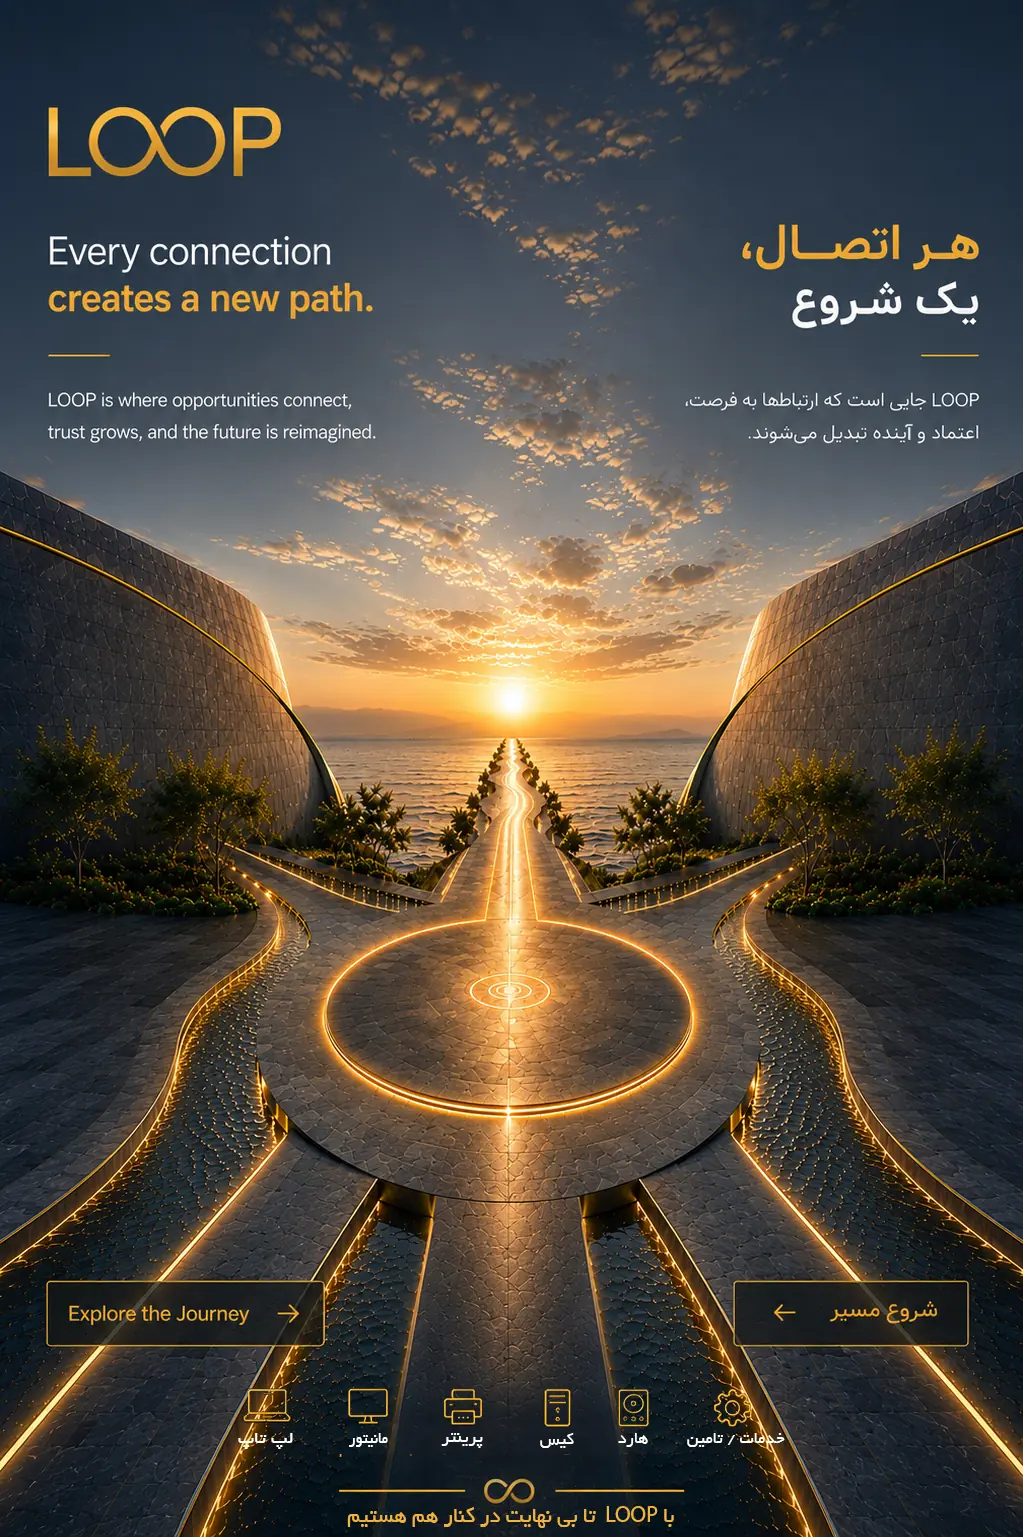 LOOP
Every connection
creates a new path.
LOOP is where opportunities connect,
trust grows, and the future is reimagined.
هر اتصال،
یک شروع
LOOP جایی است که ارتباطها به فرصت،
اعتماد و آینده تبدیل می‌شوند.
Explore the Journey →
شروع مسیر ←
لپ تاپ
مانیتور
پرینتر
کیس
هارد
خدمات / تامین
با LOOP تا بی نهایت در کنار هم هستیم